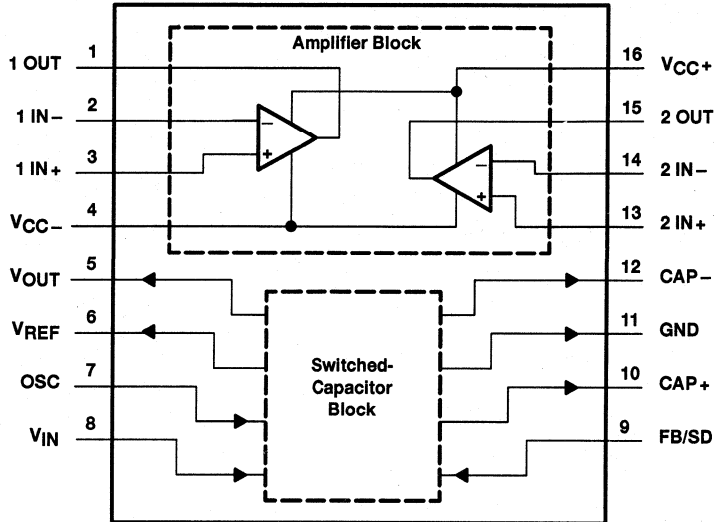 Amplifier Block
1 OUT 1
1 IN− 2
1 IN+ 3
VCC− 4
VOUT 5
VREF 6
OSC 7
VIN 8
− +
− +
16 VCC+
15 2 OUT
14 2 IN−
13 2 IN+
12 CAP−
11 GND
10 CAP+
9 FB/SD
Switched-
Capacitor
Block